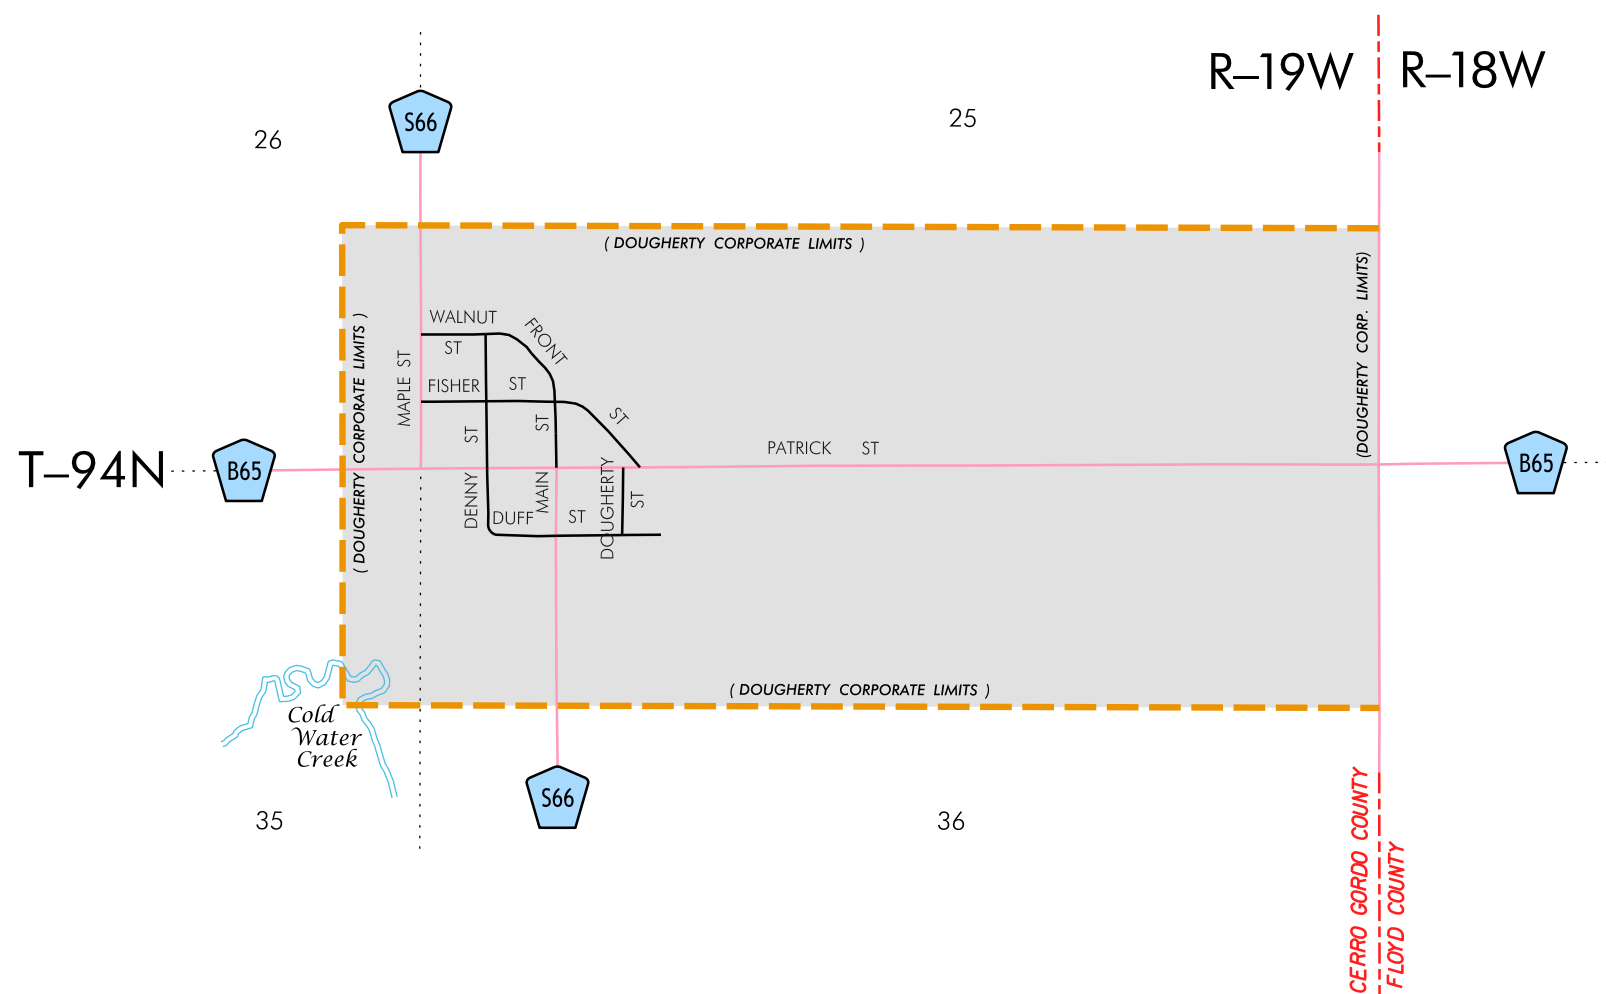 R–19W
R–18W
S66
25
26
( DOUGHERTY CORPORATE LIMITS )
(DOUGHERTY CORP. LIMITS)
( DOUGHERTY CORPORATE LIMITS )
WALNUT
ST
FRONT
ST
MAPLE ST
FISHER ST
ST
DENNY ST
MAIN
PATRICK ST
T–94N
B65
B65
DOUGHERTY ST
DUFF ST
( DOUGHERTY CORPORATE LIMITS )
Cold
Water
Creek
S66
35
36
CERRO GORDO COUNTY
FLOYD COUNTY